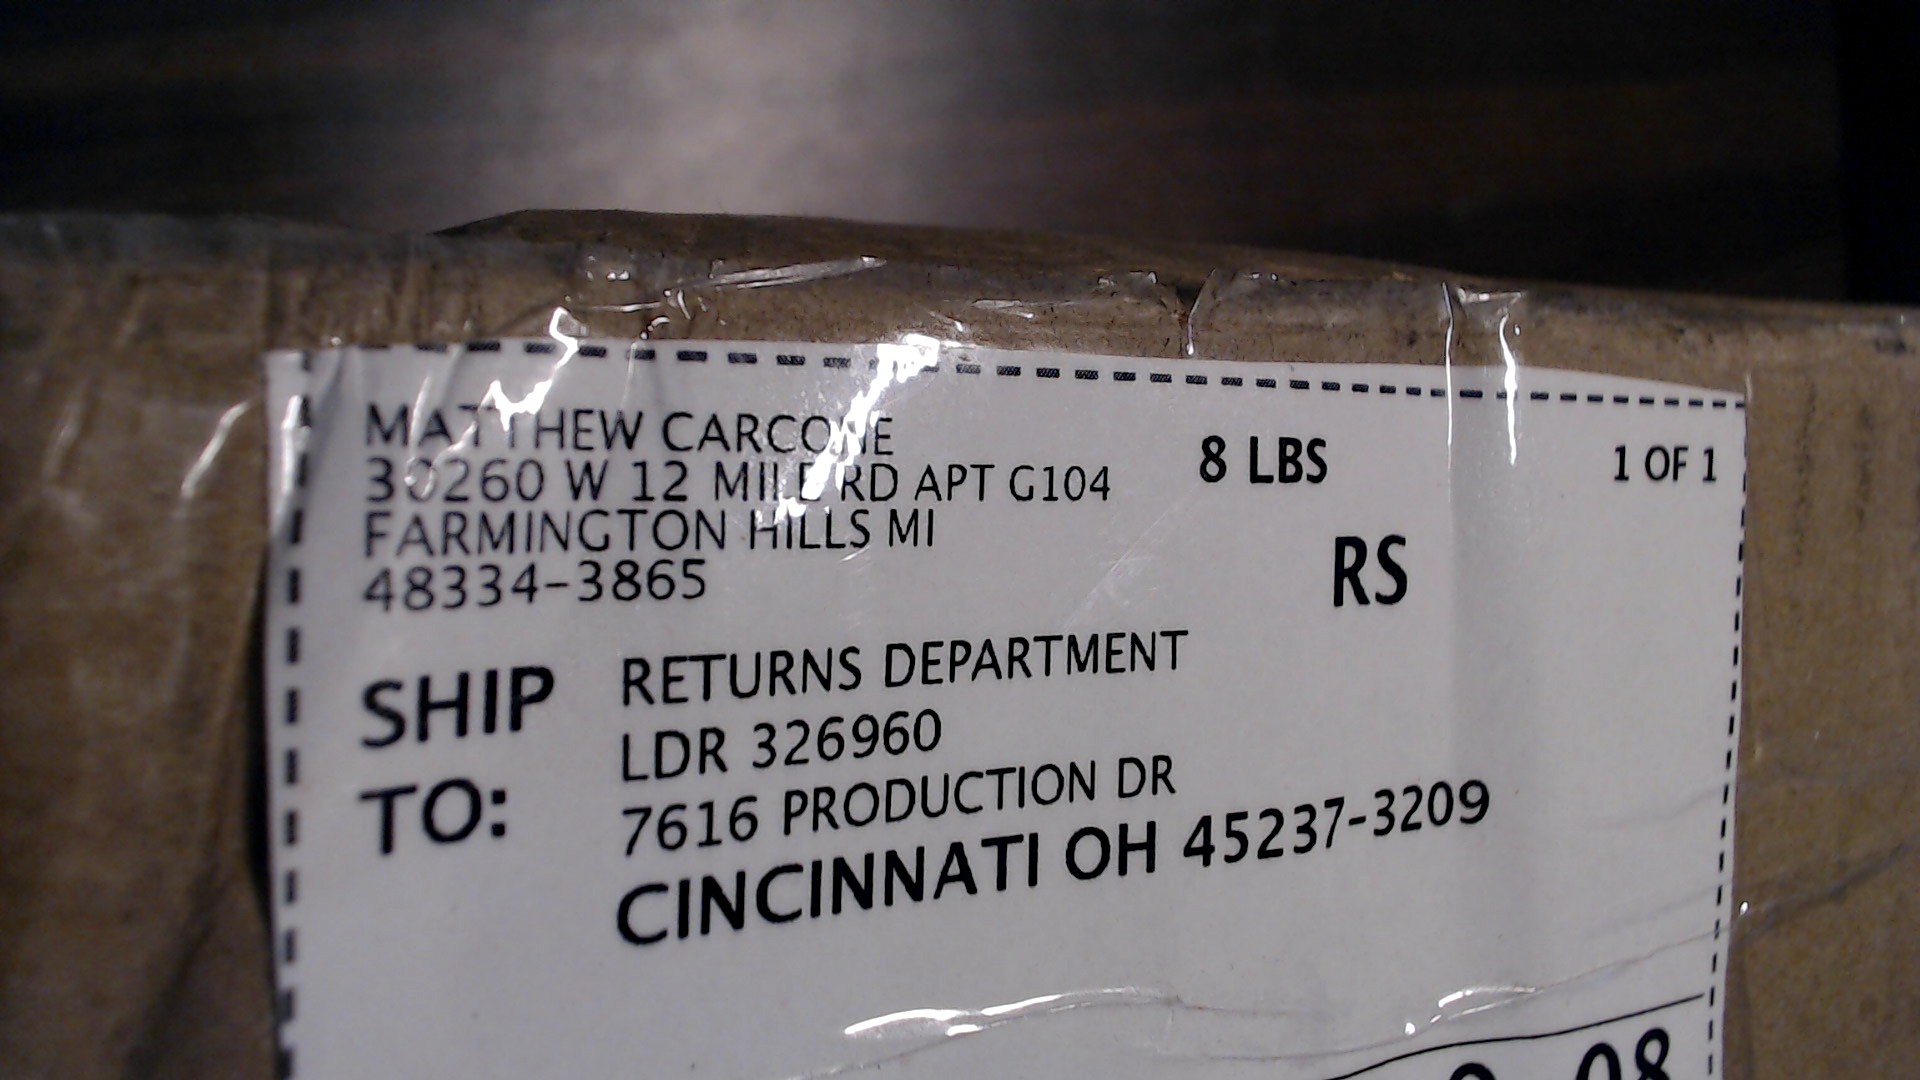 MATTHEW CARCONE
30260 W 12 MILE RD APT G104
FARMINGTON HILLS MI
48334-3865
8 LBS
1 OF 1
RS
SHIP TO:
RETURNS DEPARTMENT
LDR 326960
7616 PRODUCTION DR
CINCINNATI OH 45237-3209